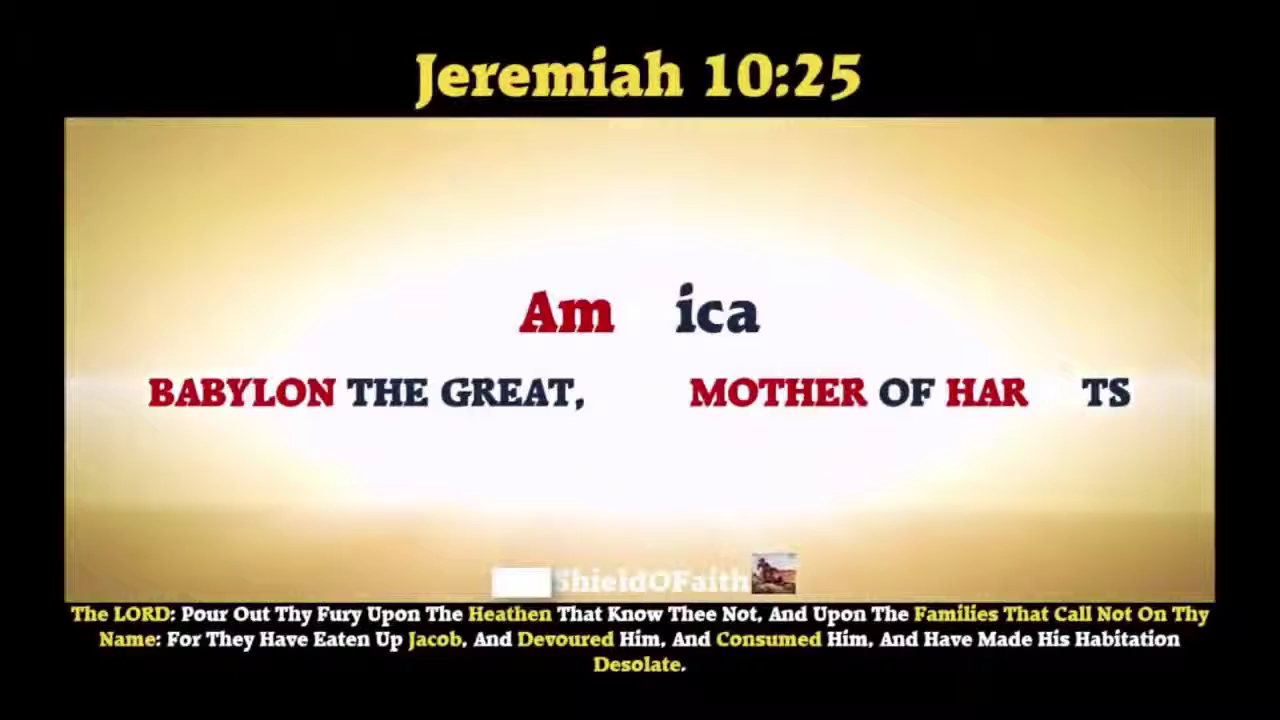 Jeremiah 10:25
Am ica
BABYLON THE GREAT, MOTHER OF HAR TS
ShieldOFaith
The LORD: Pour Out Thy Fury Upon The Heathen That Know Thee Not, And Upon The Families That Call Not On Thy
Name: For They Have Eaten Up Jacob, And Devoured Him, And Consumed Him, And Have Made His Habitation
Desolate.